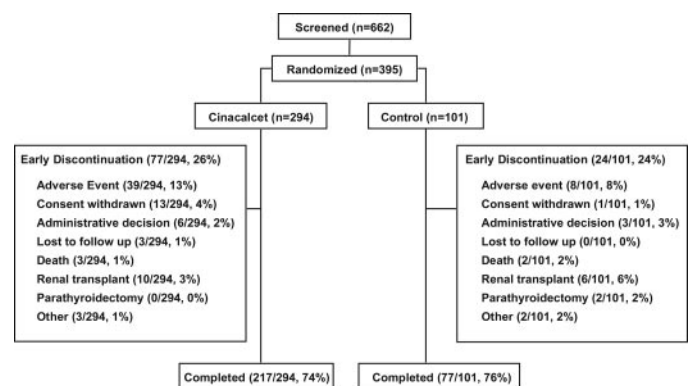 Screened (n=662)
Randomized (n=395)
Cinacalcet (n=294)
Control (n=101)
Early Discontinuation (77/294, 26%)
Adverse Event (39/294, 13%)
Consent withdrawn (13/294, 4%)
Administrative decision (6/294, 2%)
Lost to follow up (3/294, 1%)
Death (3/294, 1%)
Renal transplant (10/294, 3%)
Parathyroidectomy (0/294, 0%)
Other (3/294, 1%)
Early Discontinuation (24/101, 24%)
Adverse event (8/101, 8%)
Consent withdrawn (1/101, 1%)
Administrative decision (3/101, 3%)
Lost to follow up (0/101, 0%)
Death (2/101, 2%)
Renal transplant (6/101, 6%)
Parathyroidectomy (2/101, 2%)
Other (2/101, 2%)
Completed (217/294, 74%)
Completed (77/101, 76%)